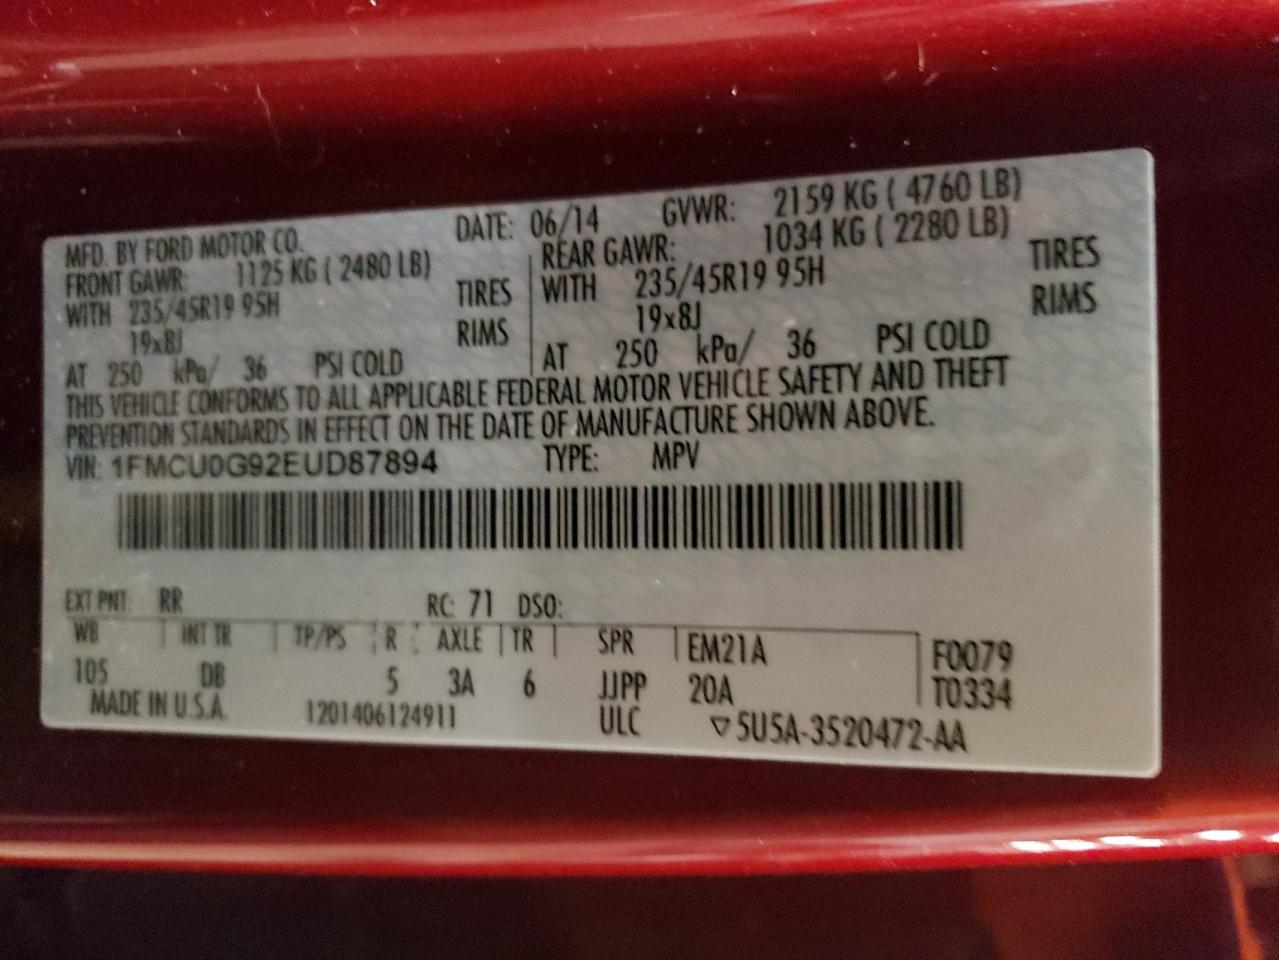 MFD. BY FORD MOTOR CO. DATE: 06/14 GVWR: 2159 KG ( 4760 LB)
FRONT GAWR: 1125 KG ( 2480 LB) REAR GAWR: 1034 KG ( 2280 LB)
WITH 235/45R19 95H TIRES WITH 235/45R19 95H TIRES
19x8J RIMS 19x8J RIMS
AT 250 kPa/ 36 PSI COLD AT 250 kPa/ 36 PSI COLD
THIS VEHICLE CONFORMS TO ALL APPLICABLE FEDERAL MOTOR VEHICLE SAFETY AND THEFT
PREVENTION STANDARDS IN EFFECT ON THE DATE OF MANUFACTURE SHOWN ABOVE.
VIN: 1FMCU0G92EUD87894 TYPE: MPV
EXT PNT: RR RC: 71 DSO:
WB INT TR TP/PS R AXLE TR SPR EM21A F0079
105 DB 5 3A 6 JJPP 20A T0334
MADE IN U.S.A. 1201406124911 ULC ▽5U5A-3520472-AA